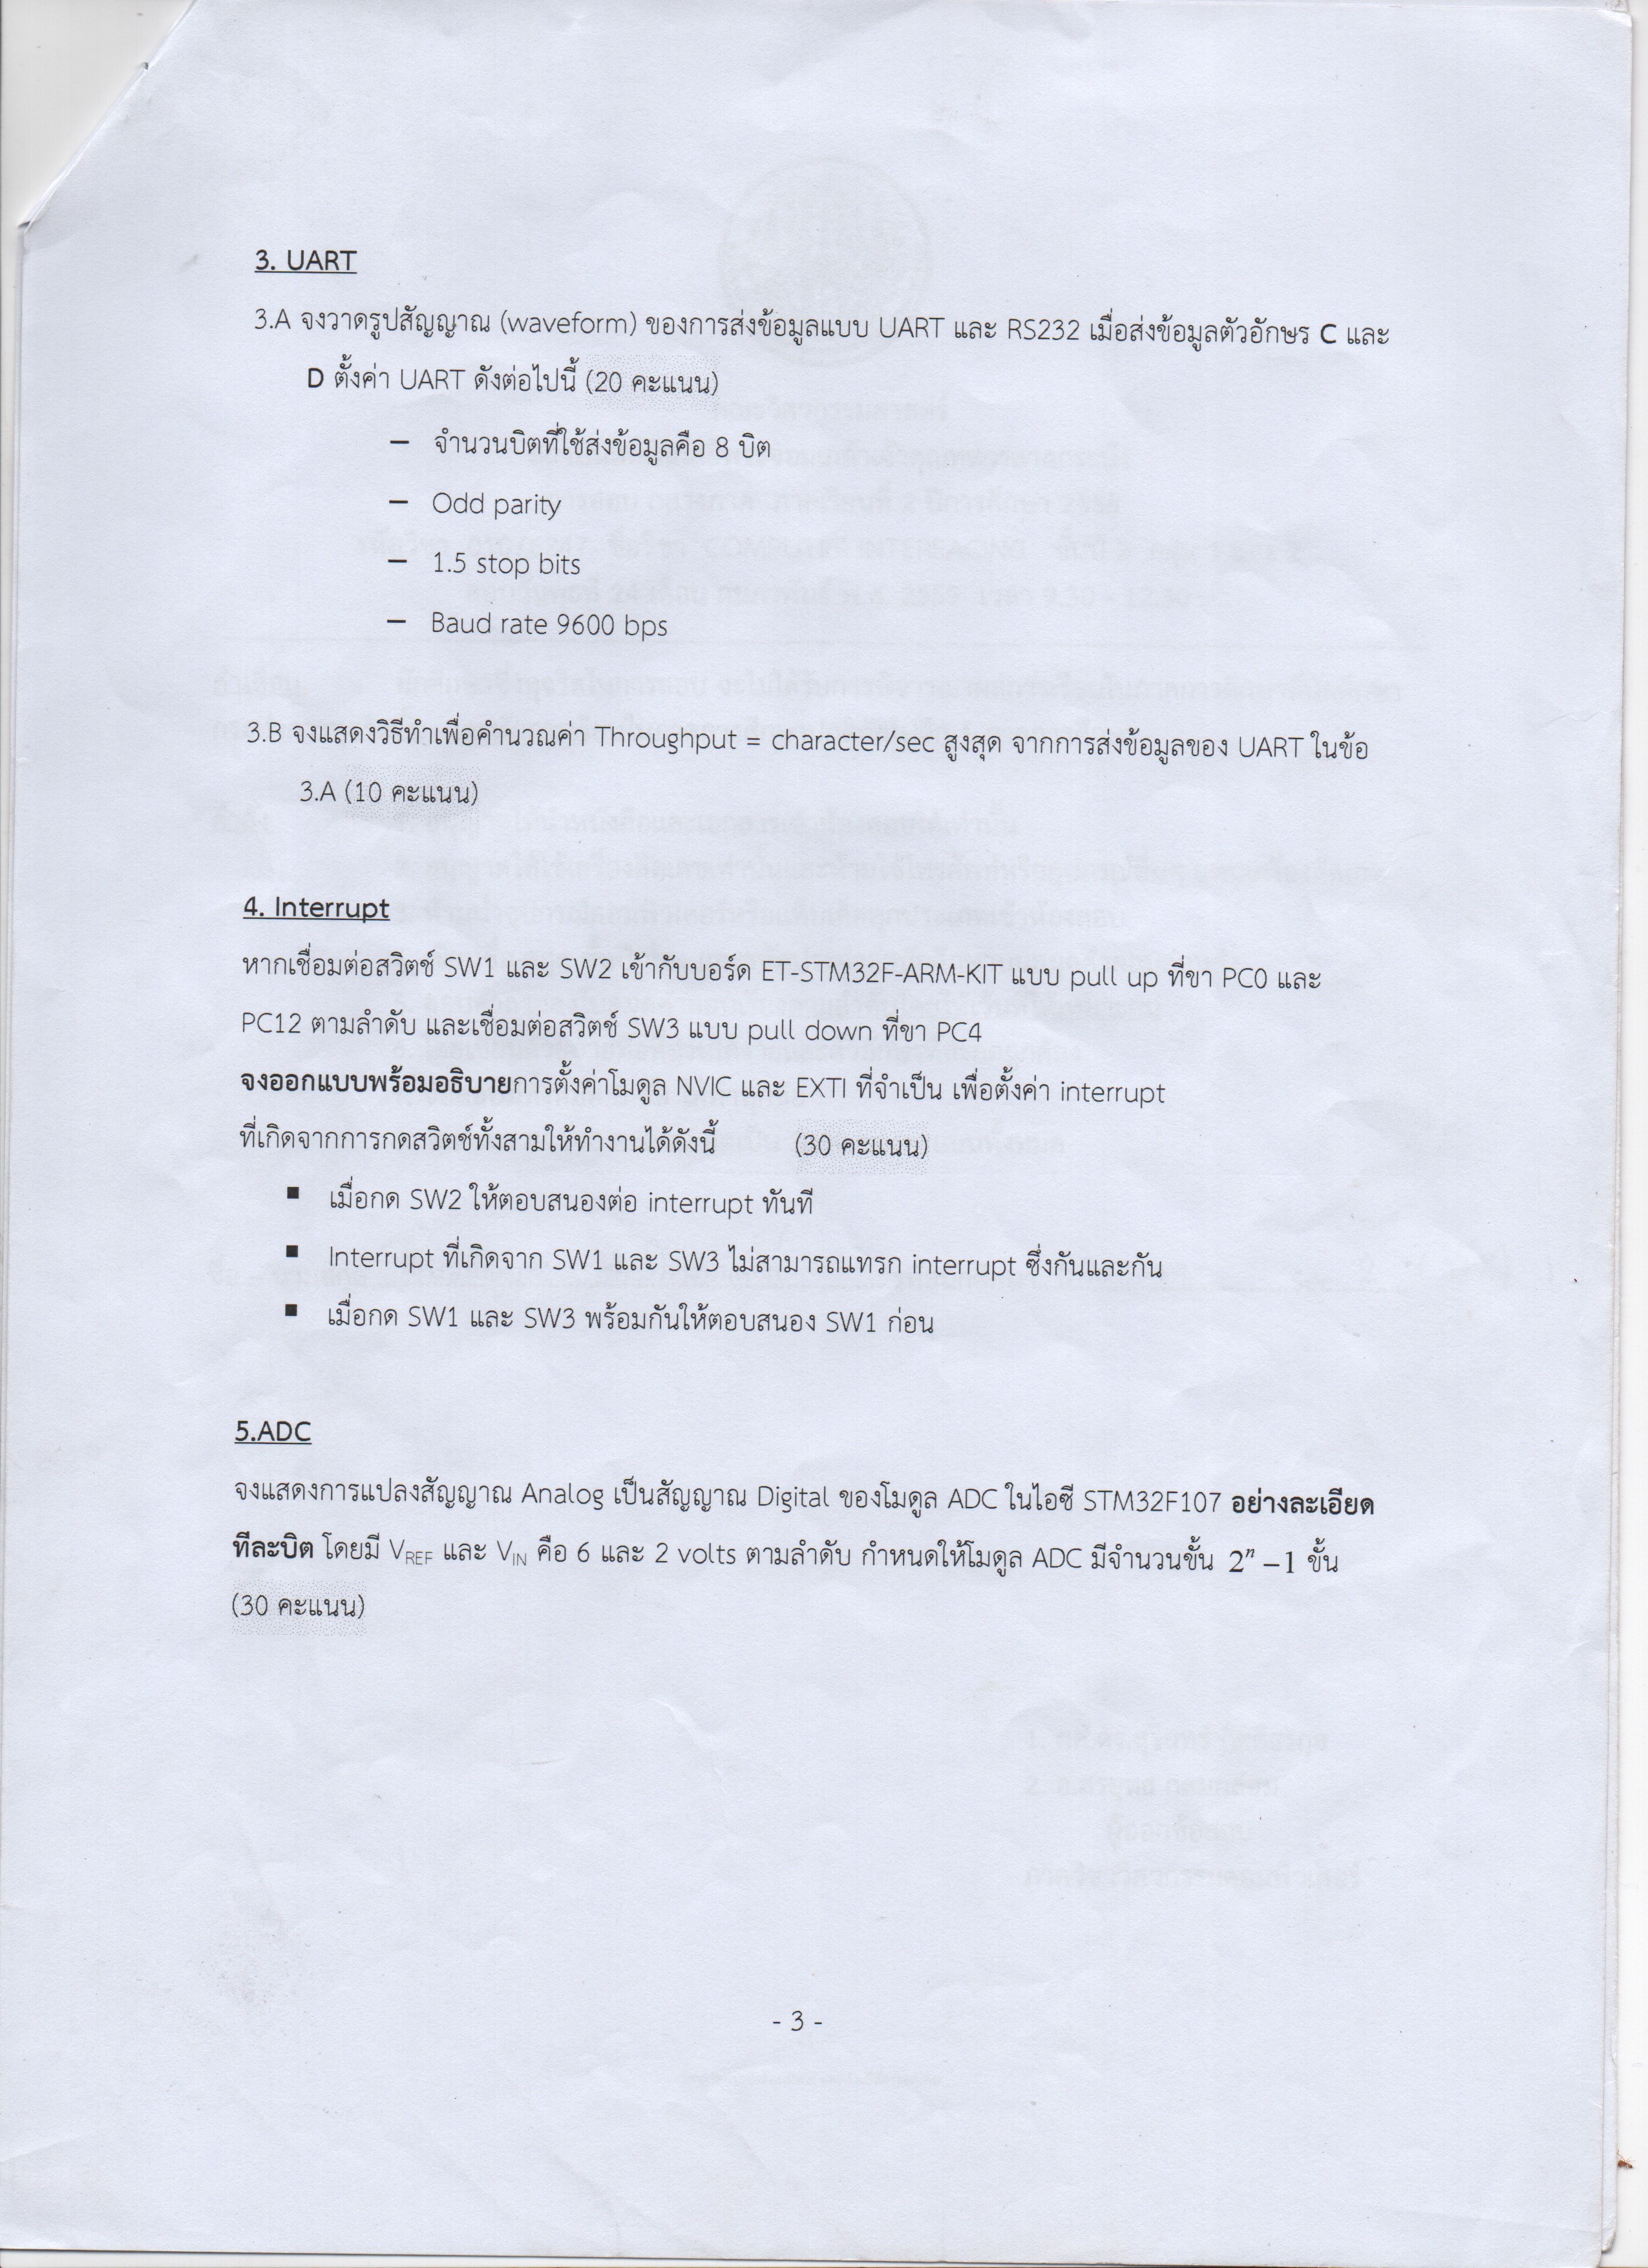 3. UART
3.A จงวาดรูปสัญญาณ (waveform) ของการส่งข้อมูลแบบ UART และ RS232 เมื่อส่งข้อมูลตัวอักษร C และ
D ตั้งค่า UART ดังต่อไปนี้ (20 คะแนน)
– จำนวนบิตที่ใช้ส่งข้อมูลคือ 8 บิต
– Odd parity
– 1.5 stop bits
– Baud rate 9600 bps
3.B จงแสดงวิธีทำเพื่อคำนวณค่า Throughput = character/sec สูงสุด จากการส่งข้อมูลของ UART ในข้อ
3.A (10 คะแนน)
4. Interrupt
หากเชื่อมต่อสวิตช์ SW1 และ SW2 เข้ากับบอร์ด ET-STM32F-ARM-KIT แบบ pull up ที่ขา PC0 และ
PC12 ตามลำดับ และเชื่อมต่อสวิตช์ SW3 แบบ pull down ที่ขา PC4
จงออกแบบพร้อมอธิบายการตั้งค่าโมดูล NVIC และ EXTI ที่จำเป็น เพื่อตั้งค่า interrupt
ที่เกิดจากการกดสวิตช์ทั้งสามให้ทำงานได้ดังนี้ (30 คะแนน)
▪ เมื่อกด SW2 ให้ตอบสนองต่อ interrupt ทันที
▪ Interrupt ที่เกิดจาก SW1 และ SW3 ไม่สามารถแทรก interrupt ซึ่งกันและกัน
▪ เมื่อกด SW1 และ SW3 พร้อมกันให้ตอบสนอง SW1 ก่อน
5.ADC
จงแสดงการแปลงสัญญาณ Analog เป็นสัญญาณ Digital ของโมดูล ADC ในไอซี STM32F107 อย่างละเอียด
ทีละบิต โดยมี V_REF และ V_IN คือ 6 และ 2 volts ตามลำดับ กำหนดให้โมดูล ADC มีจำนวนขั้น 2ⁿ –1 ขั้น
(30 คะแนน)
- 3 -